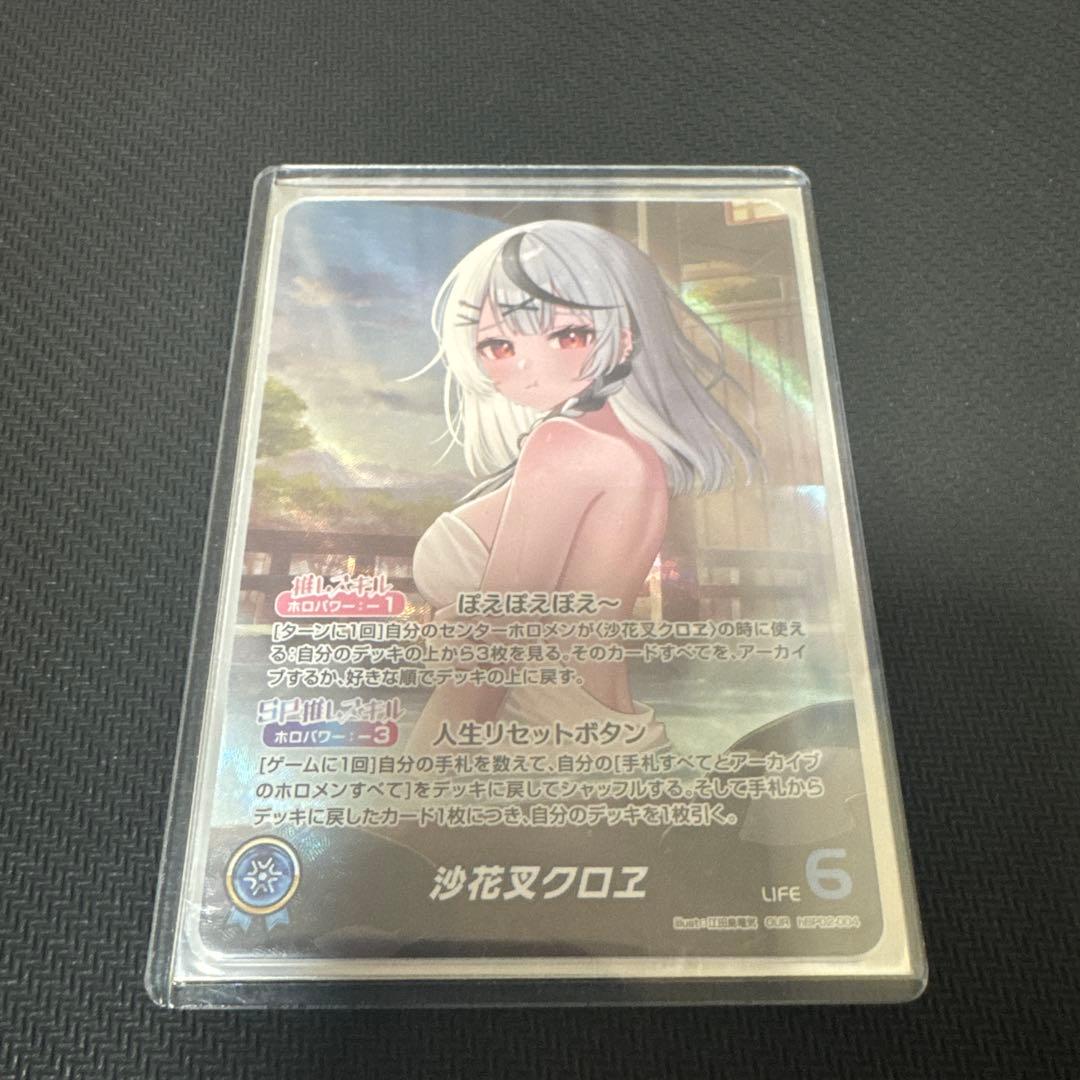 推しスキル
ホロパワー:-1
ぽえぽえぽえ～
[ターンに1回]自分のセンターホロメンが〈沙花叉クロヱ〉の時に使え
る:自分のデッキの上から3枚を見る。そのカードすべてを、アーカイ
ブするか、好きな順でデッキの上に戻す。
SP推しスキル
ホロパワー:-3
人生リセットボタン
[ゲームに1回]自分の手札を数えて、自分の[手札すべてとアーカイブ
のホロメンすべて]をデッキに戻してシャッフルする。そして手札から
デッキに戻したカード1枚につき、自分のデッキを1枚引く。
沙花叉クロヱ
LIFE 6
illust: OUR hBP02-004